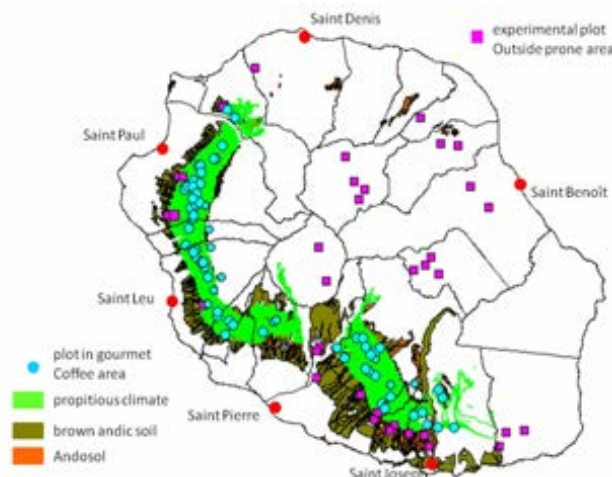 Saint Denis
experimental plot
Outside prone area
Saint Paul
Saint Benoît
Saint Leu
plot in gourmet
Coffee area
propitious climate
Saint Pierre
brown andic soil
Saint Joseph
Andosol